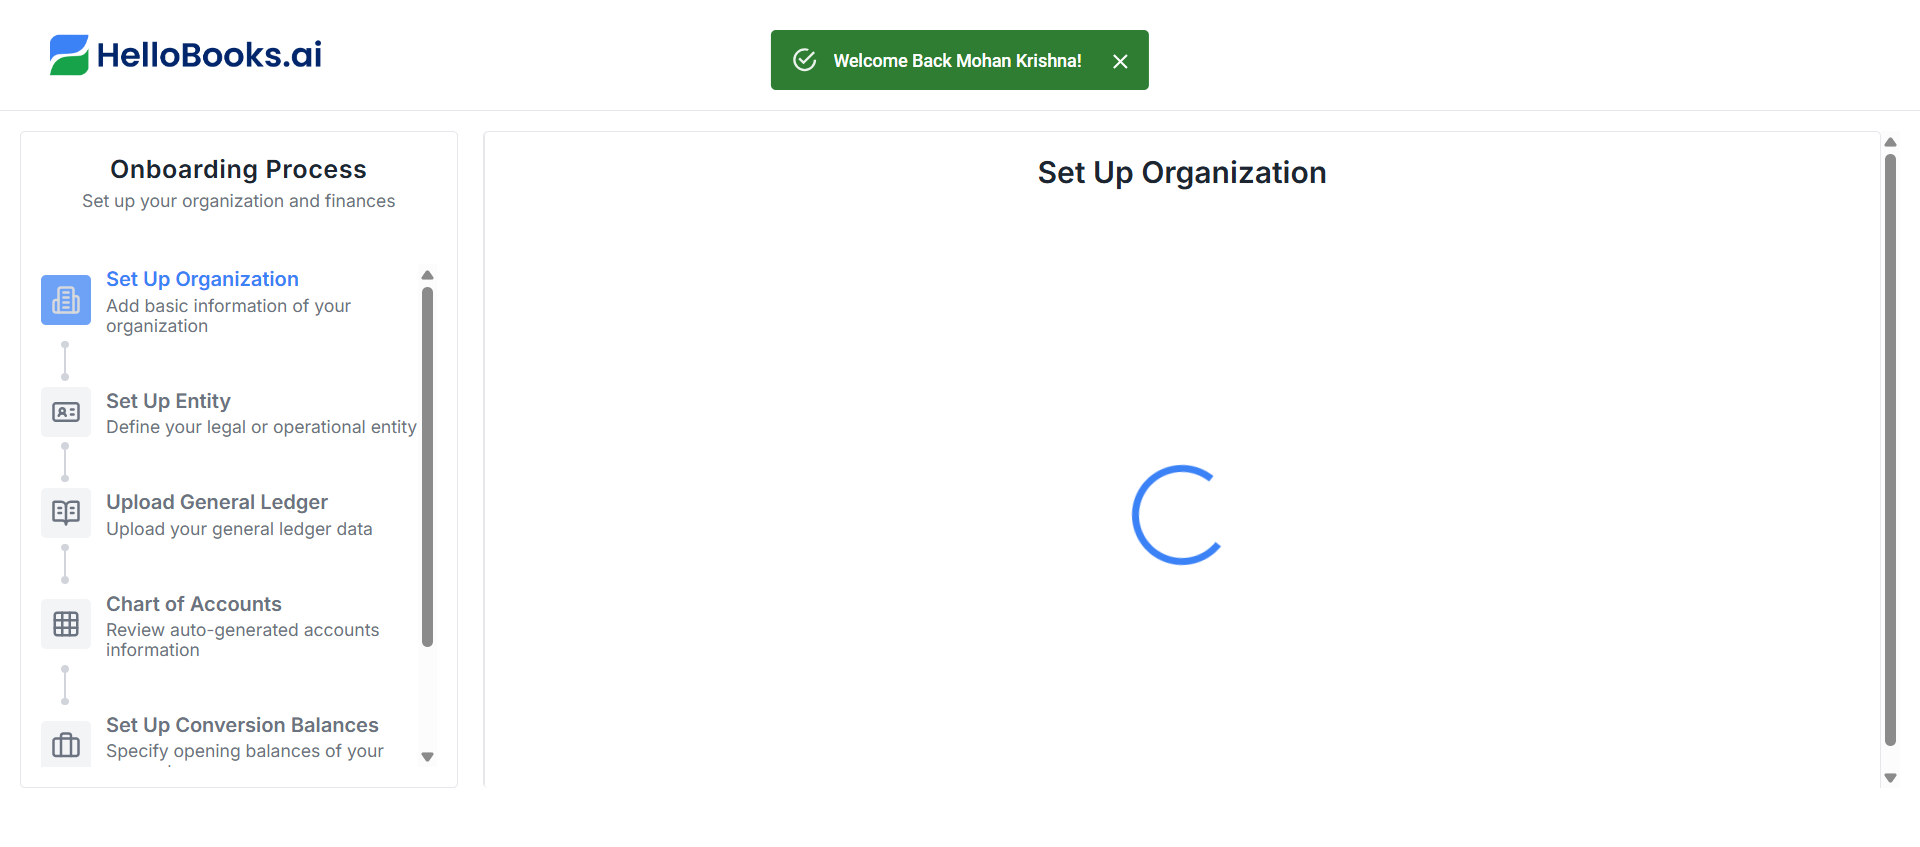 HelloBooks.ai
Welcome Back Mohan Krishna!
Onboarding Process
Set up your organization and finances
Set Up Organization
Add basic information of your
organization
Set Up Entity
Define your legal or operational entity
Upload General Ledger
Upload your general ledger data
Chart of Accounts
Review auto-generated accounts
information
Set Up Conversion Balances
Specify opening balances of your
Set Up Organization